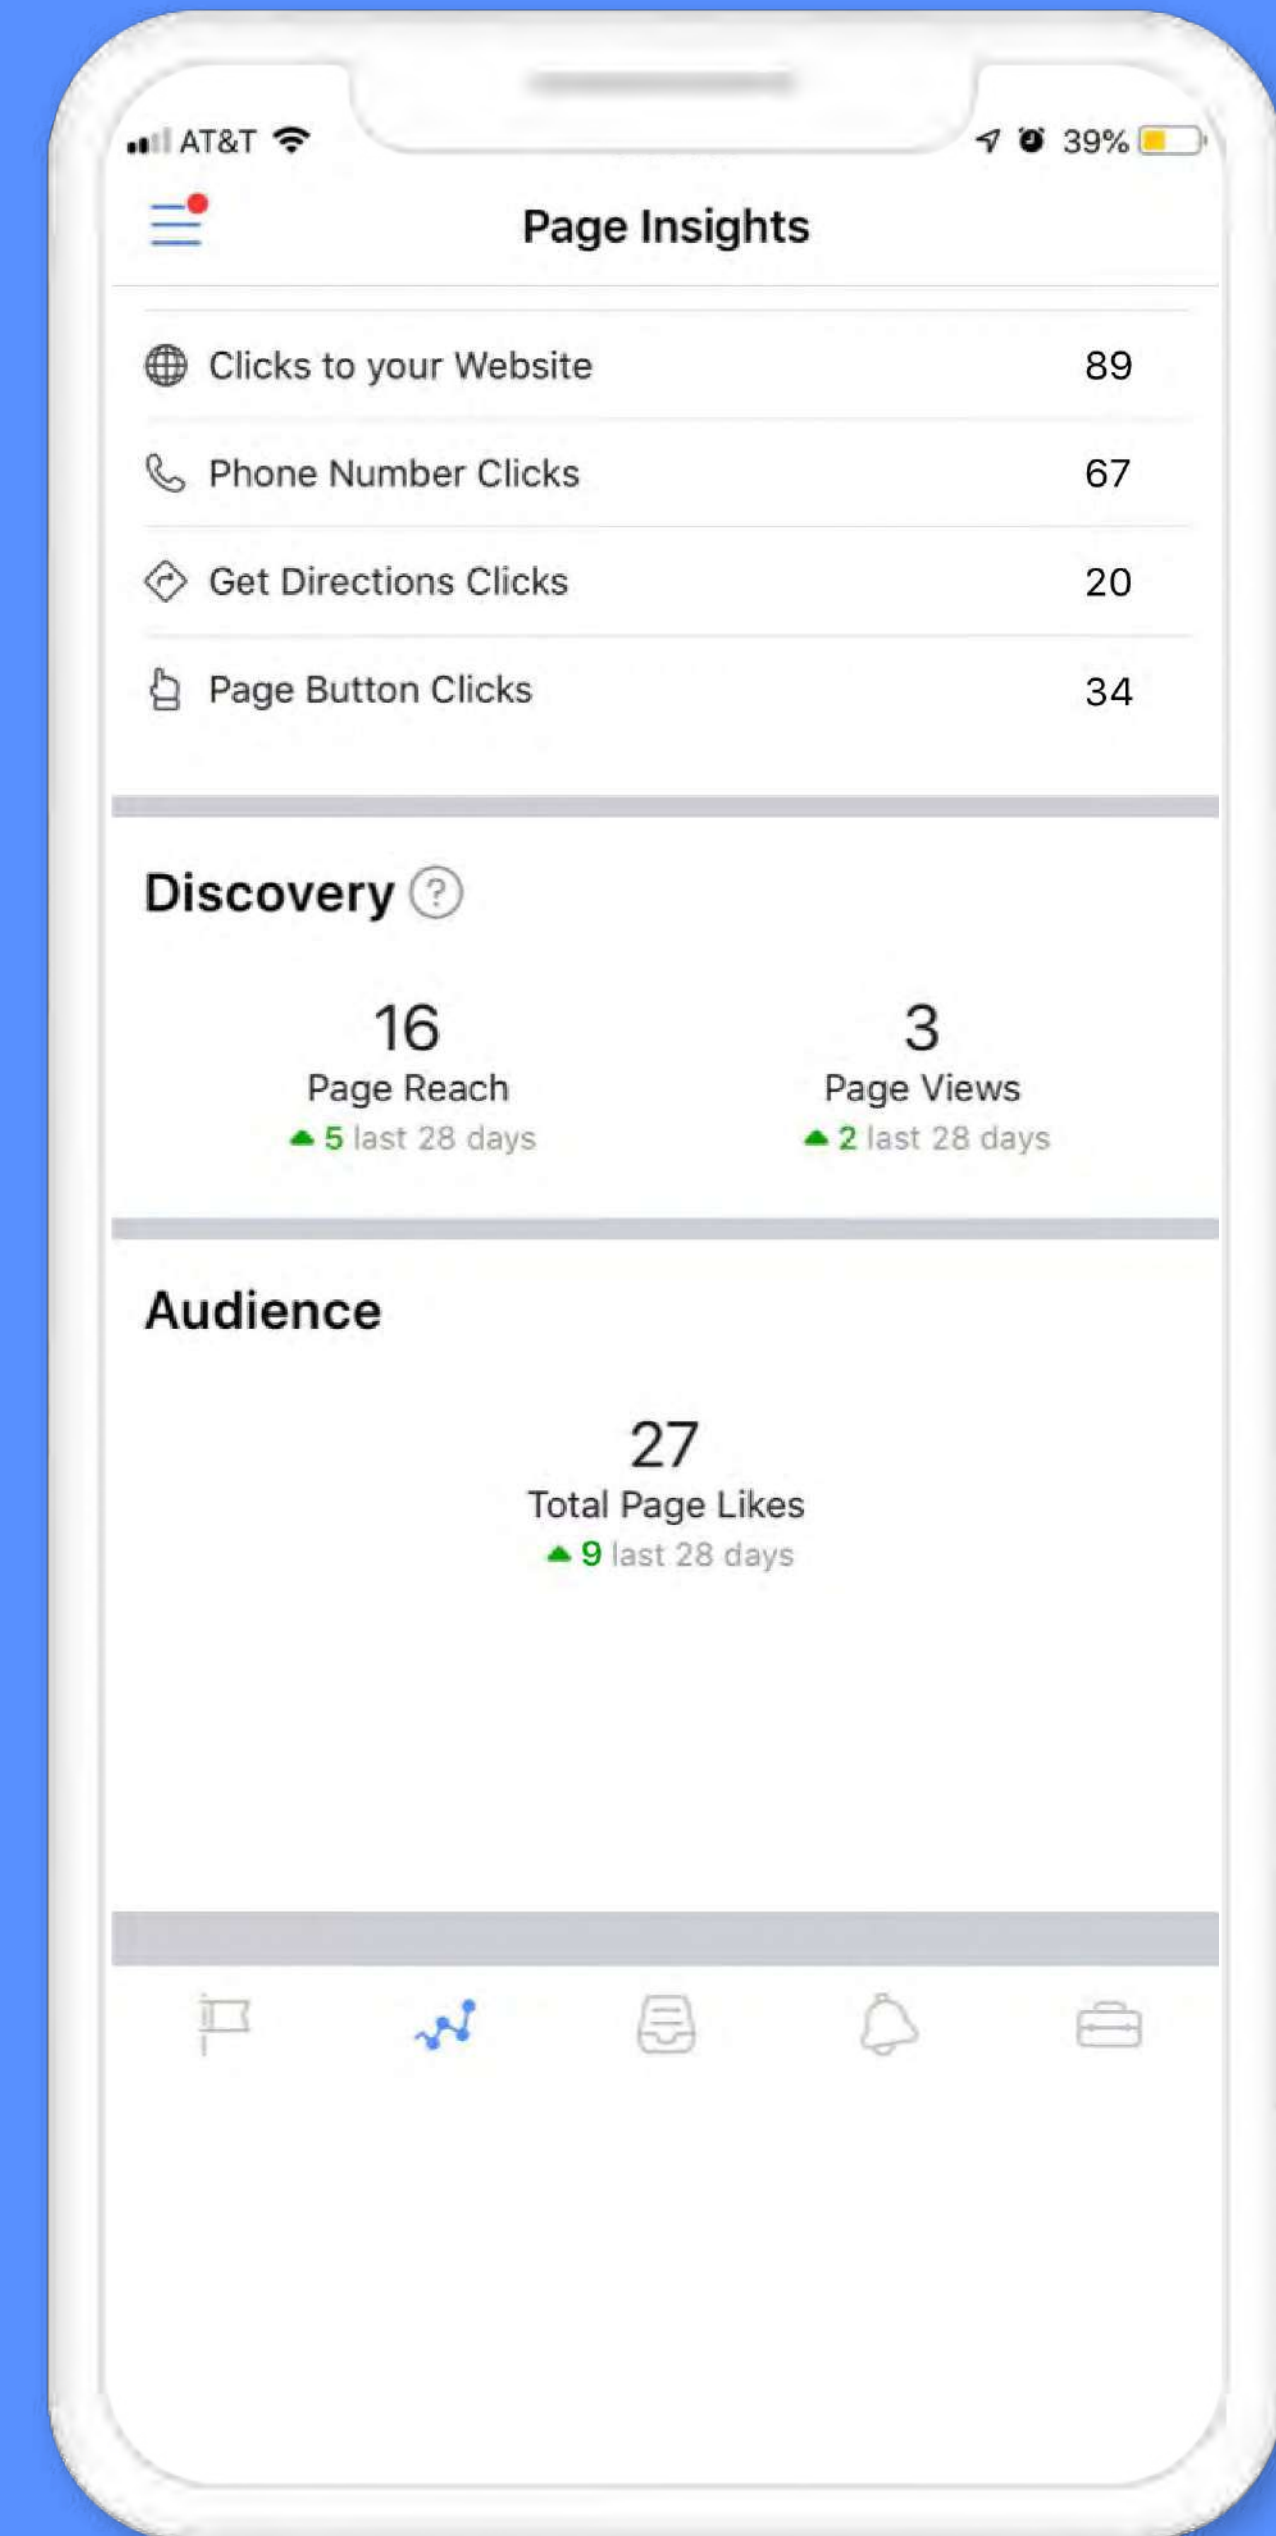 AT&T 39%
Page Insights
Clicks to your Website 89
Phone Number Clicks 67
Get Directions Clicks 20
Page Button Clicks 34
Discovery ?
16 3
Page Reach Page Views
5 last 28 days 2 last 28 days
Audience
27
Total Page Likes
9 last 28 days